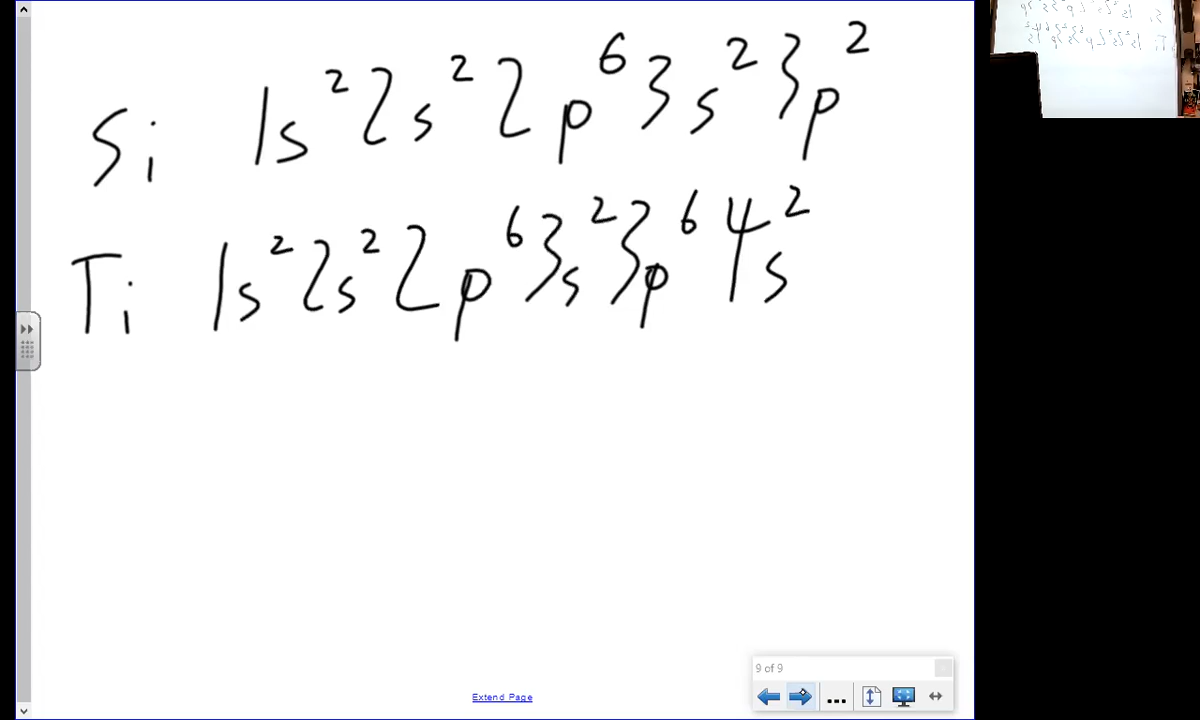 Si 1s²2s²2p⁶3s²3p²
Ti 1s²2s²2p⁶3s²3p⁶4s²
9 of 9
...
Extend Page